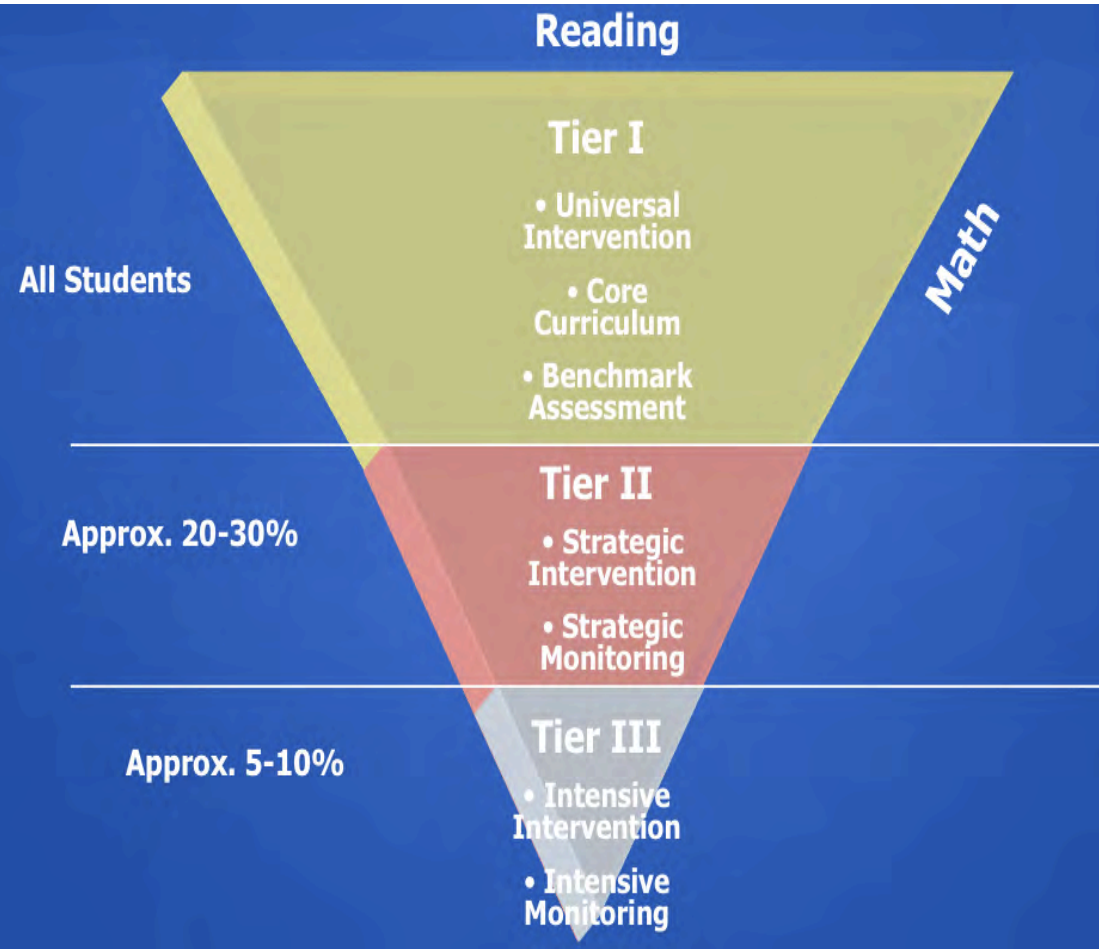 Reading
Tier I
• Universal
Intervention
Math
All Students
• Core
Curriculum
• Benchmark
Assessment
Tier II
Approx. 20-30%
• Strategic
Intervention
• Strategic
Monitoring
Tier III
Approx. 5-10%
• Intensive
Intervention
• Intensive
Monitoring